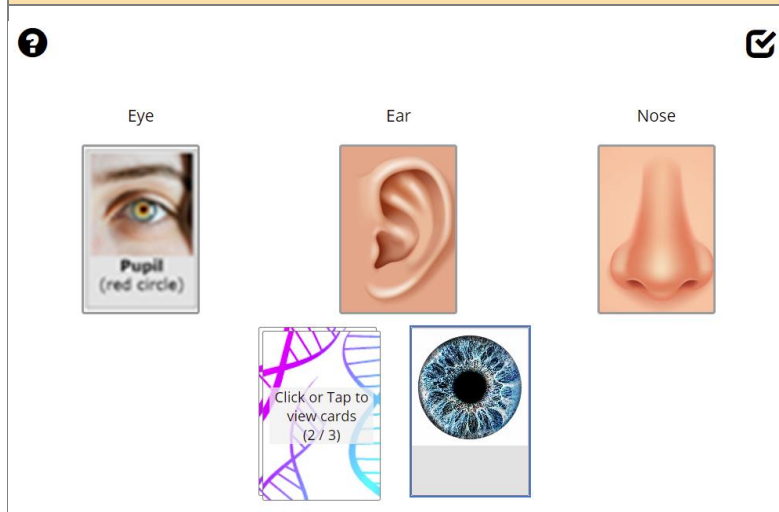 Eye
Ear
Nose
Pupil
(red circle)
Click or Tap to
view cards
(2 / 3)